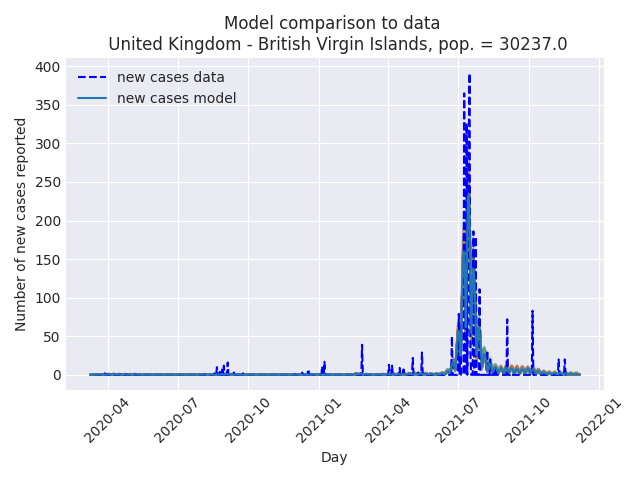 Model comparison to data
United Kingdom - British Virgin Islands, pop. = 30237.0
new cases data
new cases model
Number of new cases reported
400
350
300
250
200
150
100
50
0
2020-04
2020-07
2020-10
2021-01
2021-04
2021-07
2021-10
2022-01
Day